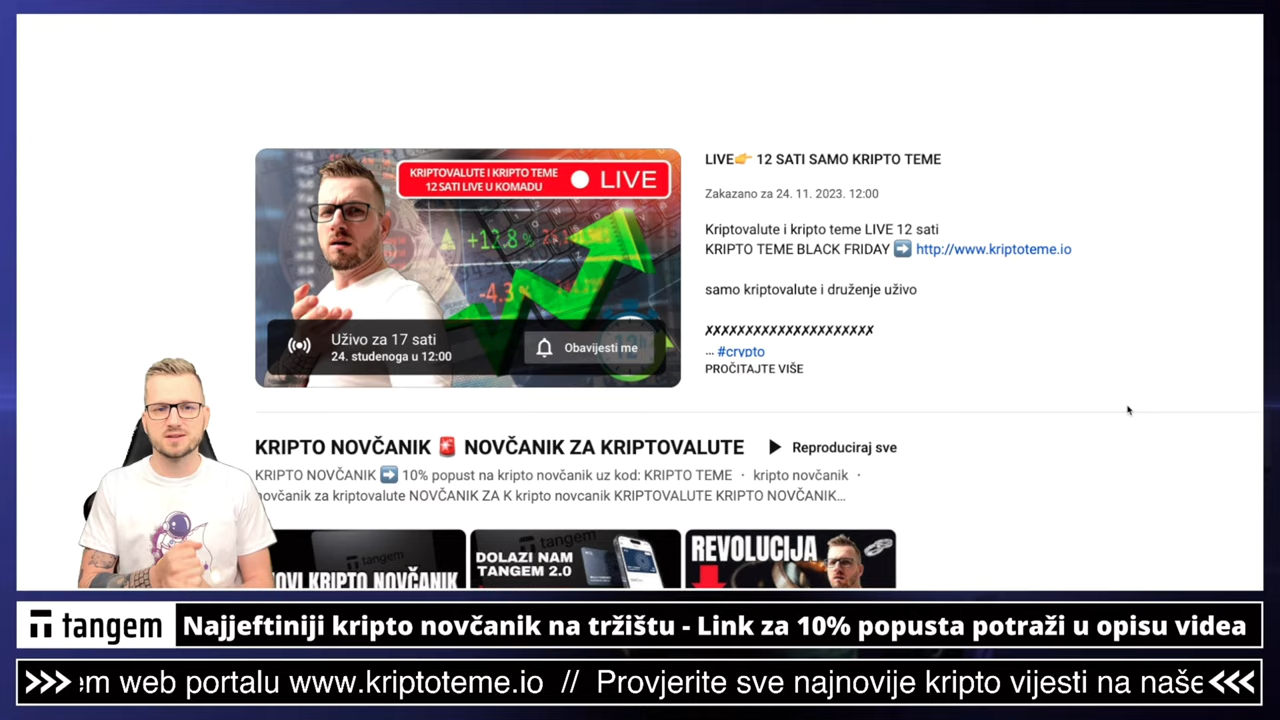 KRIPTOVALUTE I KRIPTO TEME
12 SATI LIVE U KOMADU
LIVE
+12.8%
-4.3%
Uživo za 17 sati
24. studenoga u 12:00
Obavijesti me
LIVE👉 12 SATI SAMO KRIPTO TEME
Zakazano za 24. 11. 2023. 12:00
Kriptovalute i kripto teme LIVE 12 sati
KRIPTO TEME BLACK FRIDAY ➡️ http://www.kriptoteme.io
samo kriptovalute i druženje uživo
✗✗✗✗✗✗✗✗✗✗✗✗✗✗✗✗✗✗✗✗✗
... #crypto
PROČITAJTE VIŠE
KRIPTO NOVČANIK 🚨 NOVČANIK ZA KRIPTOVALUTE
Reproduciraj sve
KRIPTO NOVČANIK ➡️ 10% popust na kripto novčanik uz kod: KRIPTO TEME · kripto novčanik ·
novčanik za kriptovalute NOVČANIK ZA K kripto novcanik KRIPTOVALUTE KRIPTO NOVČANIK...
tangem
NOVI KRIPTO NOVČANIK
DOLAZI NAM
TANGEM 2.0
REVOLUCIJA
tangem
Najjeftiniji kripto novčanik na tržištu - Link za 10% popusta potraži u opisu videa
>>> em web portalu www.kriptoteme.io // Provjerite sve najnovije kripto vijesti na naše <<<